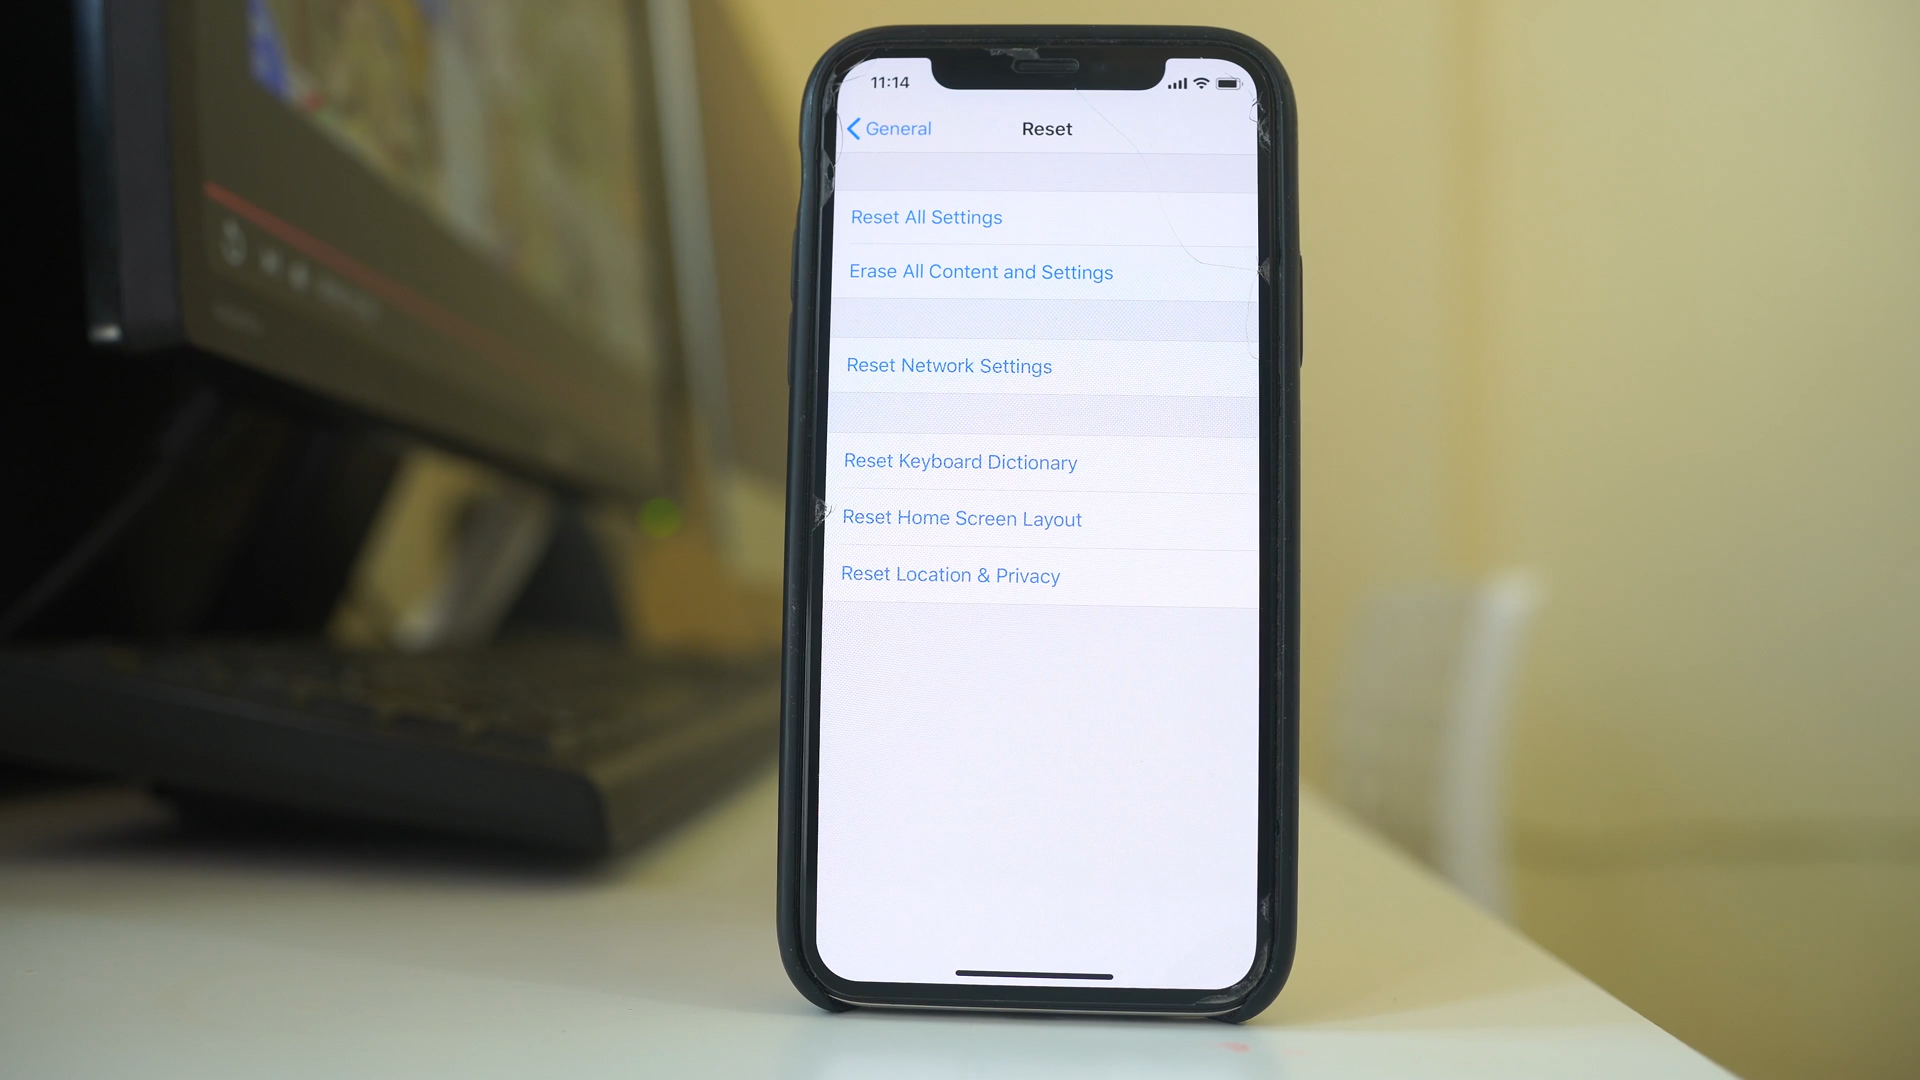 11:14
General
Reset
Reset All Settings
Erase All Content and Settings
Reset Network Settings
Reset Keyboard Dictionary
Reset Home Screen Layout
Reset Location & Privacy